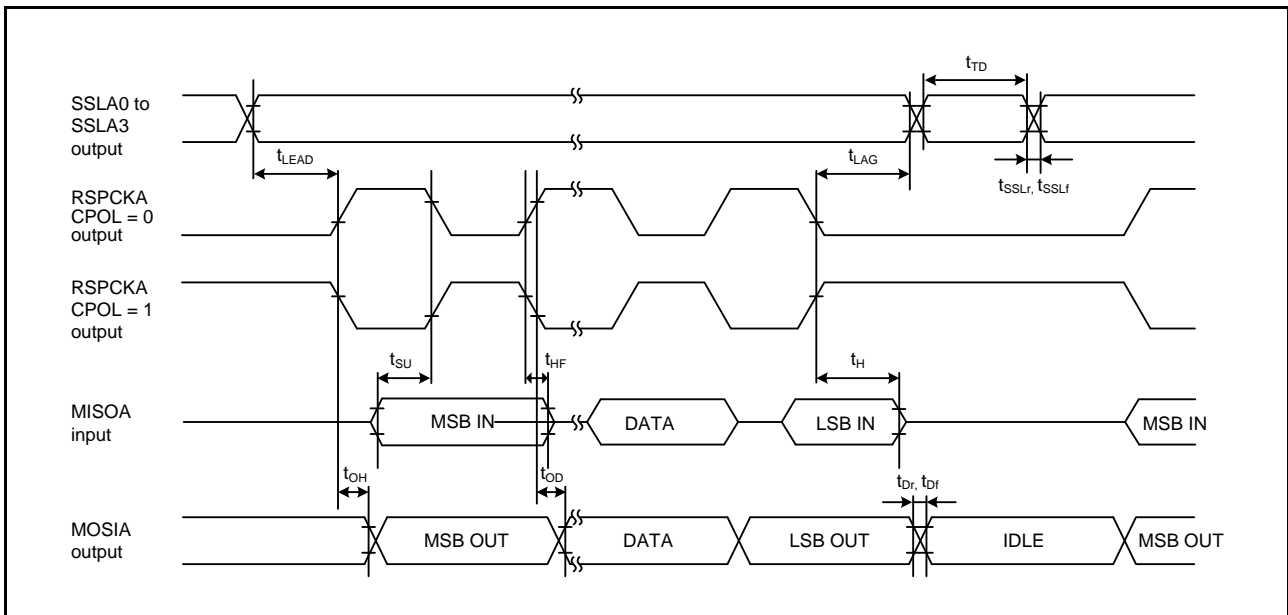 tTD
SSLA0 to
SSLA3
output
tLEAD
tLAG
tSSLr, tSSLf
RSPCKA
CPOL = 0
output
RSPCKA
CPOL = 1
output
tSU
tHF
tH
MISOA
input
MSB IN
DATA
LSB IN
MSB IN
tOH
tOD
tDr, tDf
MOSIA
output
MSB OUT
DATA
LSB OUT
IDLE
MSB OUT